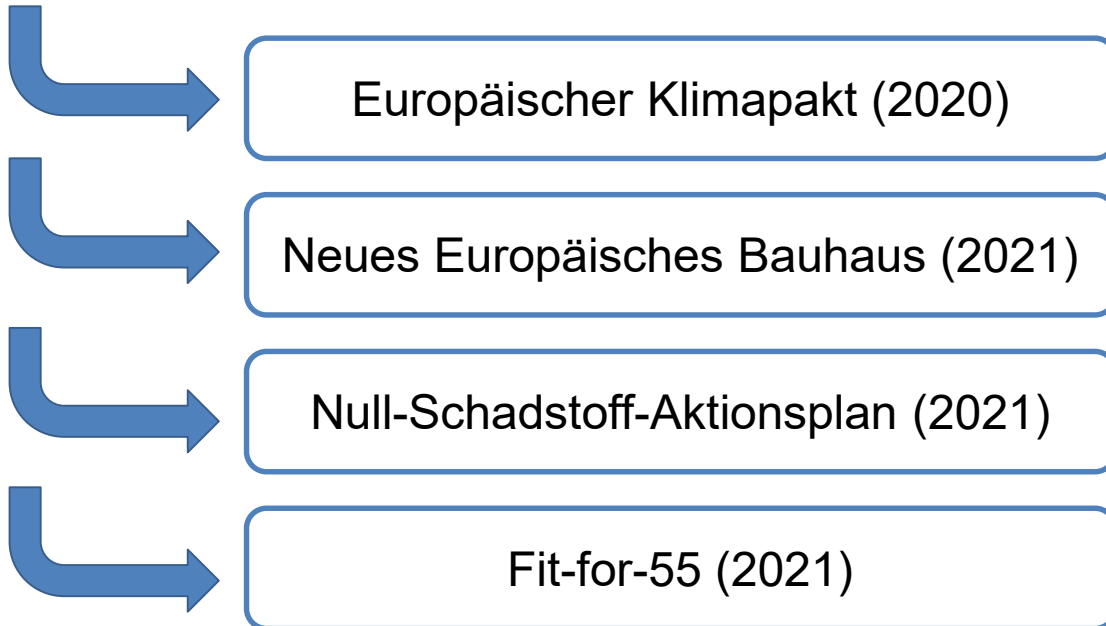 Europäischer Klimapakt (2020)
Neues Europäisches Bauhaus (2021)
Null-Schadstoff-Aktionsplan (2021)
Fit-for-55 (2021)